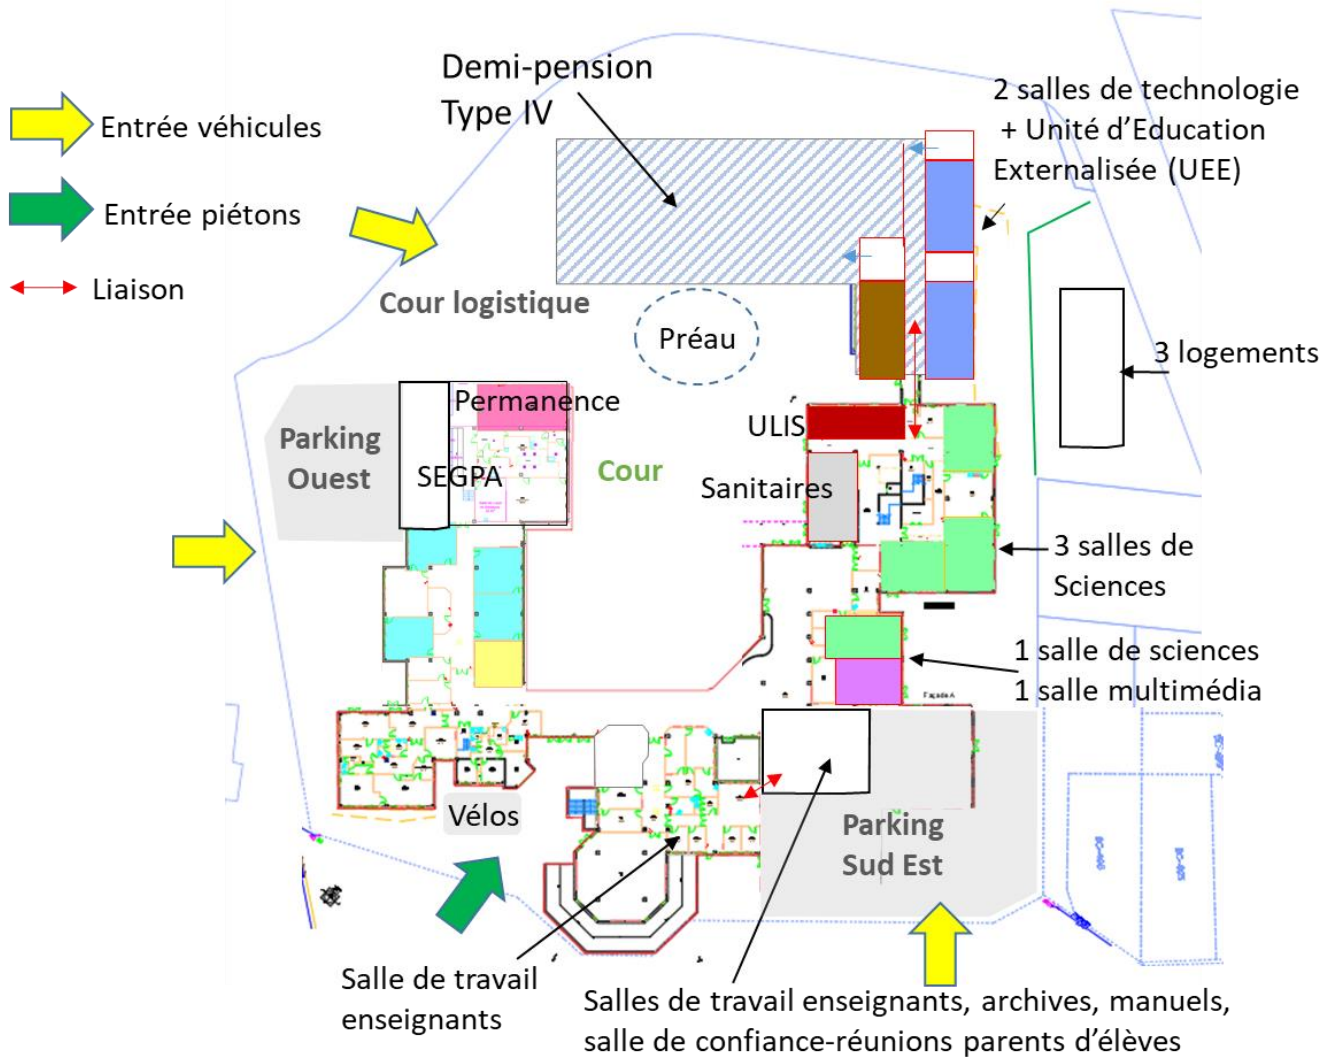 Demi-pension
Type IV
2 salles de technologie
+ Unité d'Education
Externalisée (UEE)
Entrée véhicules
Entrée piétons
Liaison
Cour logistique
Préau
3 logements
Permanence
ULIS
Parking
Ouest
SEGPA
Cour
Sanitaires
3 salles de
Sciences
1 salle de sciences
1 salle multimédia
Façade A
Vélos
Parking
Sud Est
Salle de travail
enseignants
Salles de travail enseignants, archives, manuels,
salle de confiance-réunions parents d'élèves